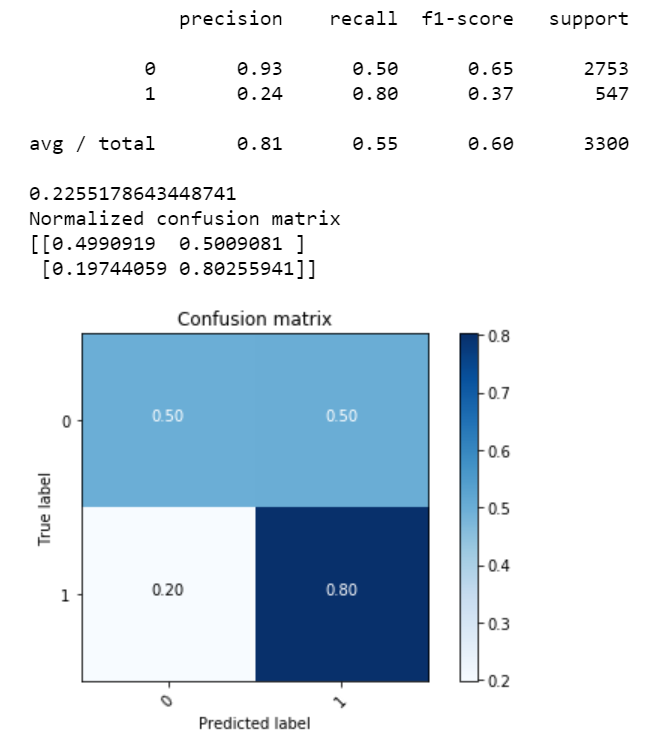 precision recall f1-score support
0 0.93 0.50 0.65 2753
1 0.24 0.80 0.37 547
avg / total 0.81 0.55 0.60 3300
0.2255178643448741
Normalized confusion matrix
[[0.4990919 0.5009081 ]
[0.19744059 0.80255941]]
Confusion matrix
0.8
0.7
0.6
0.5
0.4
0.3
0.2
True label
0 0.50 0.50
1 0.20 0.80
0 1
Predicted label